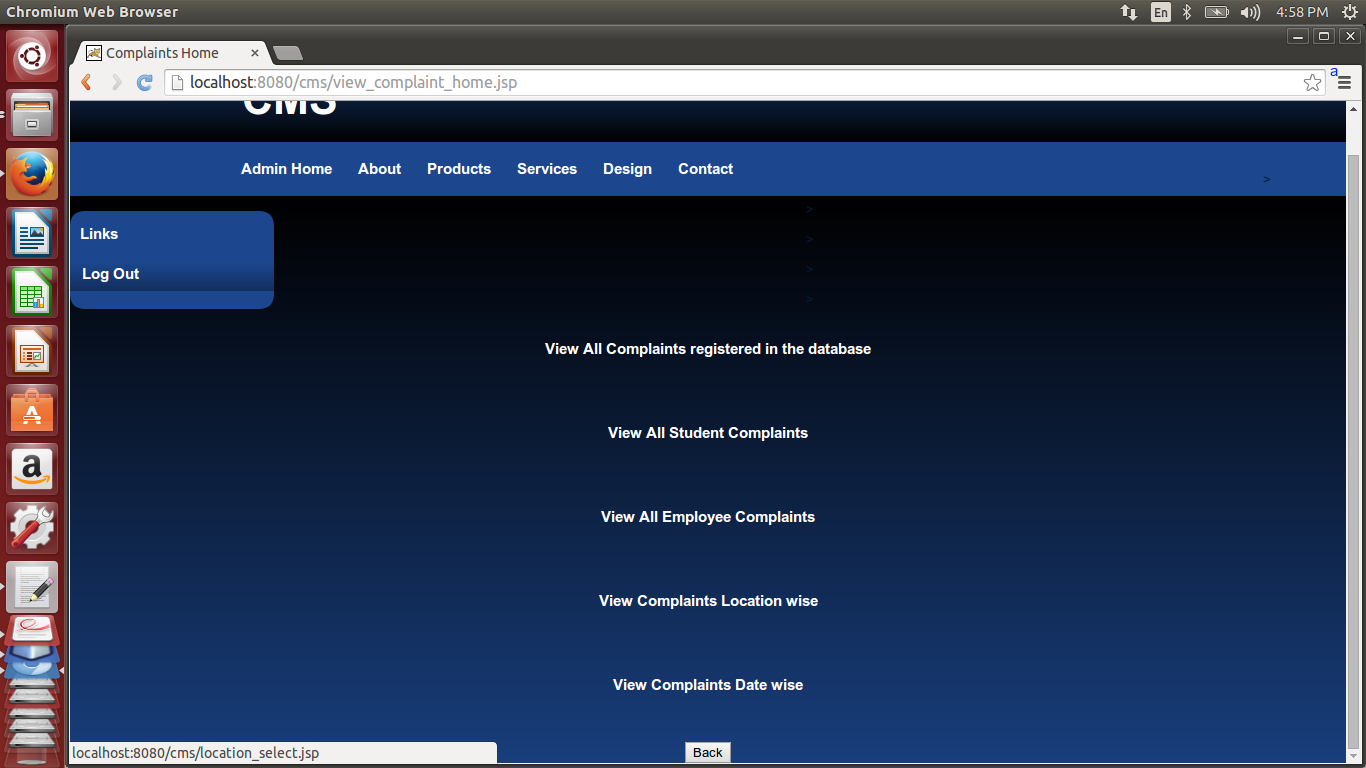 Chromium Web Browser
En
4:58 PM
Complaints Home
localhost:8080/cms/view_complaint_home.jsp
a
CMS
Admin Home About Products Services Design Contact
>
Links
>
>
Log Out
>
>
View All Complaints registered in the database
View All Student Complaints
View All Employee Complaints
View Complaints Location wise
View Complaints Date wise
localhost:8080/cms/location_select.jsp
Back